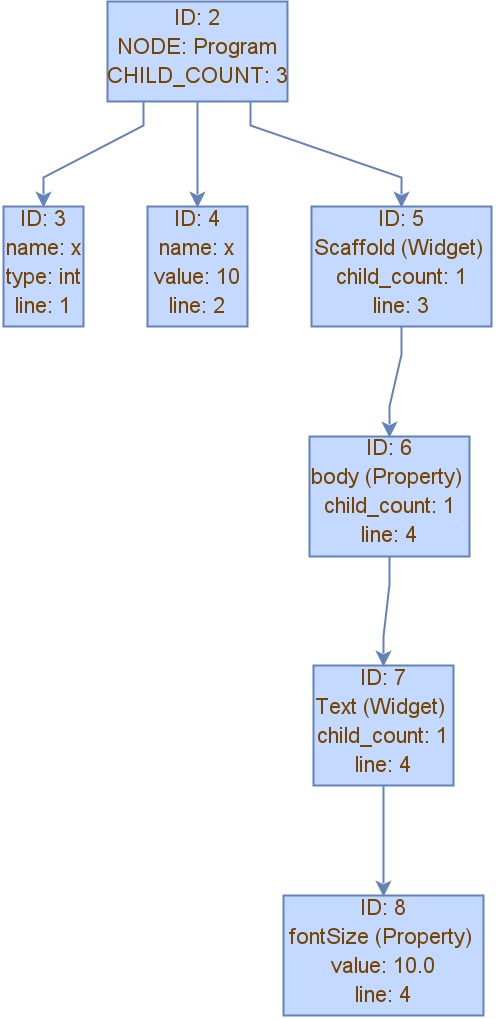 ID: 2
NODE: Program
CHILD_COUNT: 3
ID: 3
name: x
type: int
line: 1
ID: 4
name: x
value: 10
line: 2
ID: 5
Scaffold (Widget)
child_count: 1
line: 3
ID: 6
body (Property)
child_count: 1
line: 4
ID: 7
Text (Widget)
child_count: 1
line: 4
ID: 8
fontSize (Property)
value: 10.0
line: 4